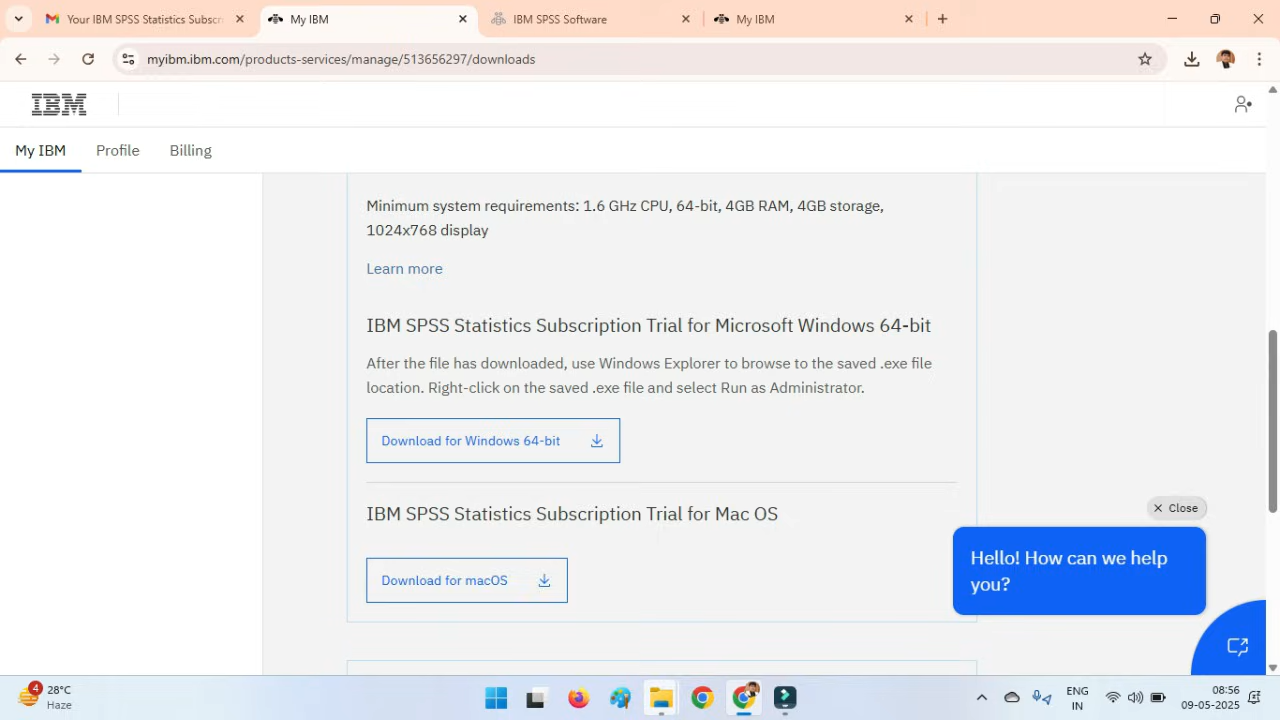 Your IBM SPSS Statistics Subscr
My IBM
IBM SPSS Software
My IBM
myibm.ibm.com/products-services/manage/513656297/downloads
IBM
My IBM
Profile
Billing
Minimum system requirements: 1.6 GHz CPU, 64-bit, 4GB RAM, 4GB storage,
1024x768 display
Learn more
IBM SPSS Statistics Subscription Trial for Microsoft Windows 64-bit
After the file has downloaded, use Windows Explorer to browse to the saved .exe file
location. Right-click on the saved .exe file and select Run as Administrator.
Download for Windows 64-bit
IBM SPSS Statistics Subscription Trial for Mac OS
Download for macOS
Close
Hello! How can we help
you?
4
28°C
Haze
ENG
IN
08:56
09-05-2025